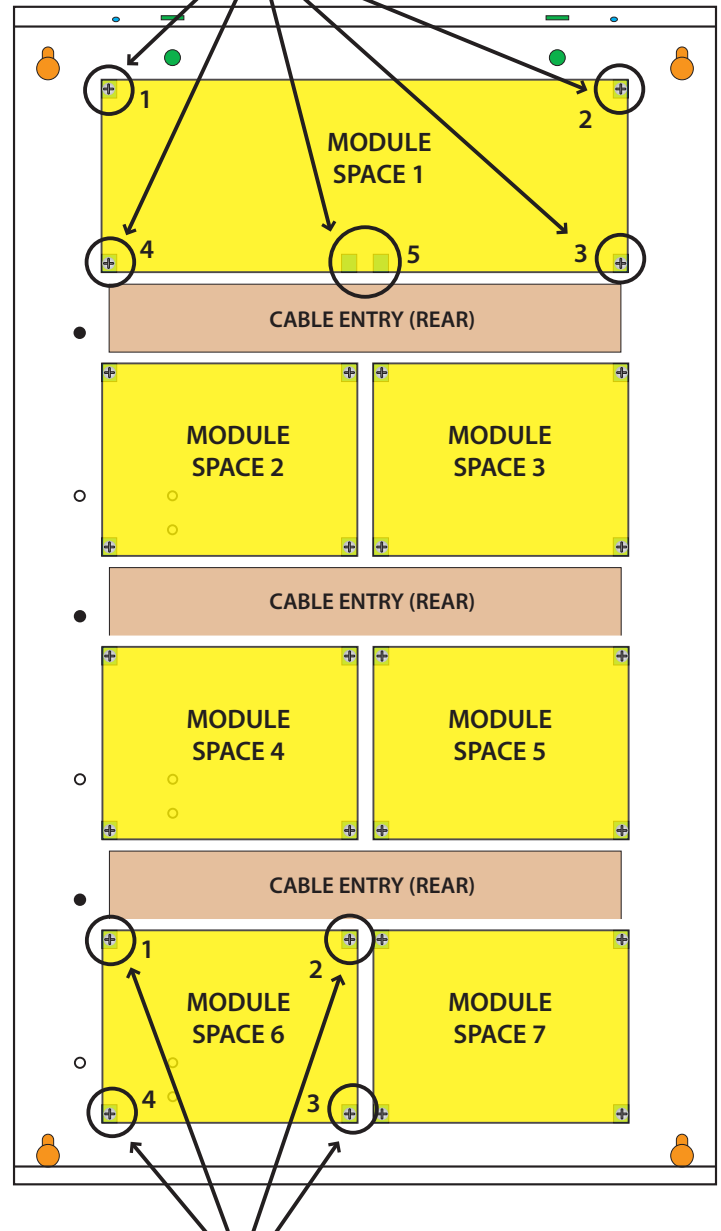 1
2
MODULE
SPACE 1
4
5
3
CABLE ENTRY (REAR)
MODULE
SPACE 2
MODULE
SPACE 3
CABLE ENTRY (REAR)
MODULE
SPACE 4
MODULE
SPACE 5
CABLE ENTRY (REAR)
1
2
MODULE
SPACE 6
MODULE
SPACE 7
4
3